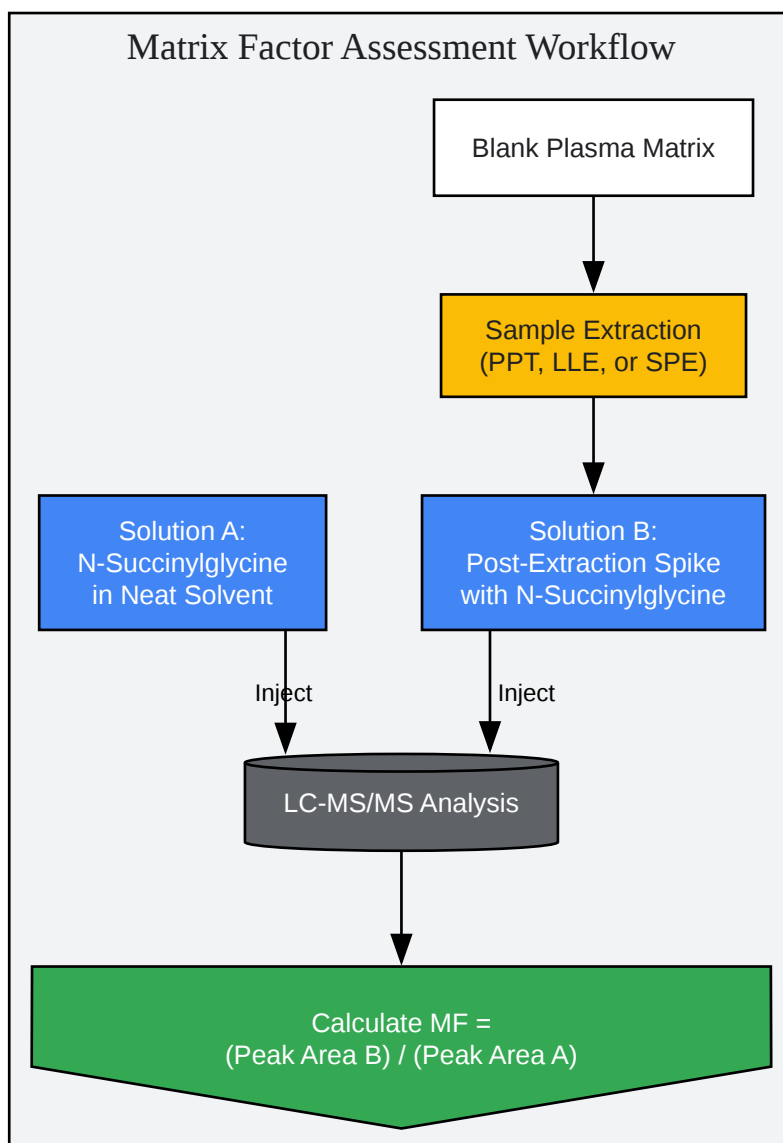 Matrix Factor Assessment Workflow
Blank Plasma Matrix
Sample Extraction
(PPT, LLE, or SPE)
Solution A:
N-Succinylglycine
in Neat Solvent
Solution B:
Post-Extraction Spike
with N-Succinylglycine
Inject
Inject
LC-MS/MS Analysis
Calculate MF =
(Peak Area B) / (Peak Area A)